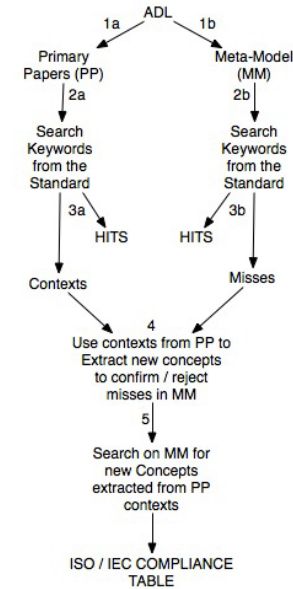 ADL
1a
1b
Primary
Papers (PP)
Meta-Model
(MM)
2a
2b
Search
Keywords
from the
Standard
Search
Keywords
from the
Standard
3a
3b
HITS
HITS
Contexts
Misses
4
Use contexts from PP to
Extract new concepts
to confirm / reject
misses in MM
5
Search on MM for
new Concepts
extracted from PP
contexts
ISO / IEC COMPLIANCE
TABLE